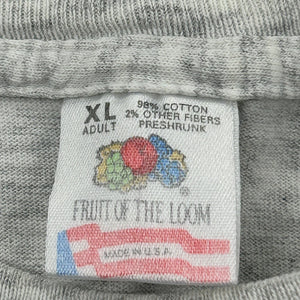 XL
ADULT
98% COTTON
2% OTHER FIBERS
PRESHRUNK
®
FRUIT OF THE LOOM
MADE IN U.S.A.